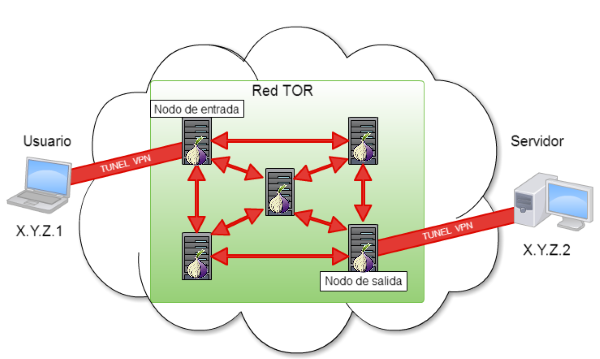 Red TOR
Nodo de entrada
Usuario
Servidor
TUNEL VPN
X.Y.Z.1
TUNEL VPN
X.Y.Z.2
Nodo de salida